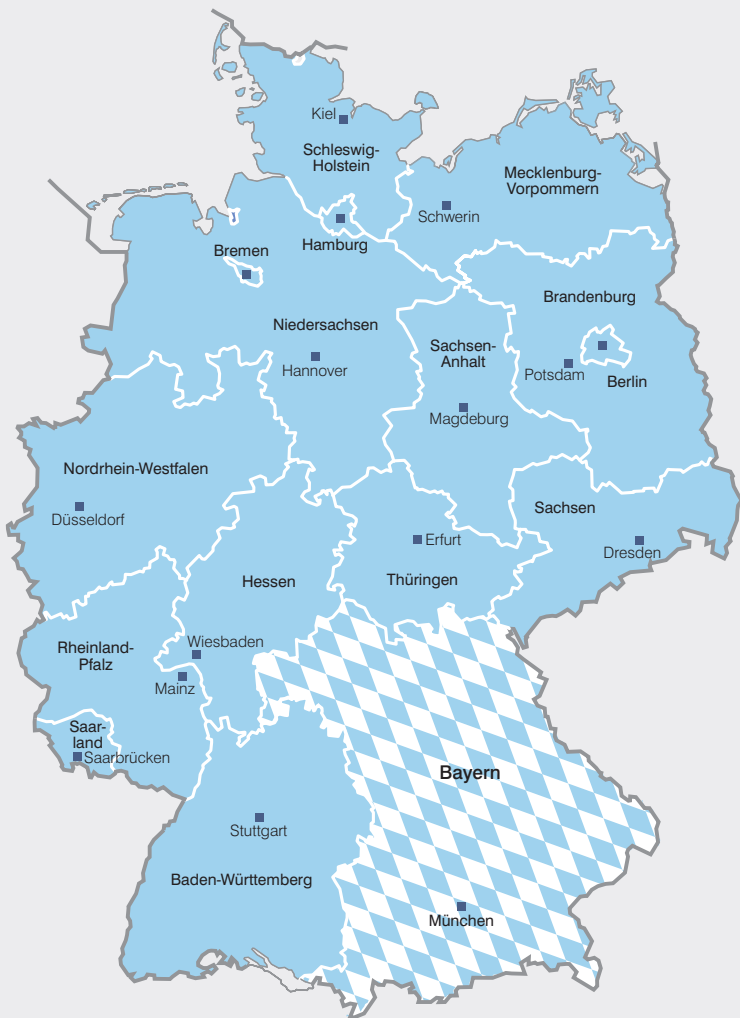 Kiel
Schleswig-
Holstein
Mecklenburg-
Vorpommern
Schwerin
Hamburg
Bremen
Brandenburg
Niedersachsen
Sachsen-
Anhalt
Hannover
Potsdam
Berlin
Magdeburg
Nordrhein-Westfalen
Düsseldorf
Sachsen
Erfurt
Dresden
Hessen
Thüringen
Wiesbaden
Rheinland-
Pfalz
Mainz
Saar-
land
Saarbrücken
Bayern
Stuttgart
Baden-Württemberg
München